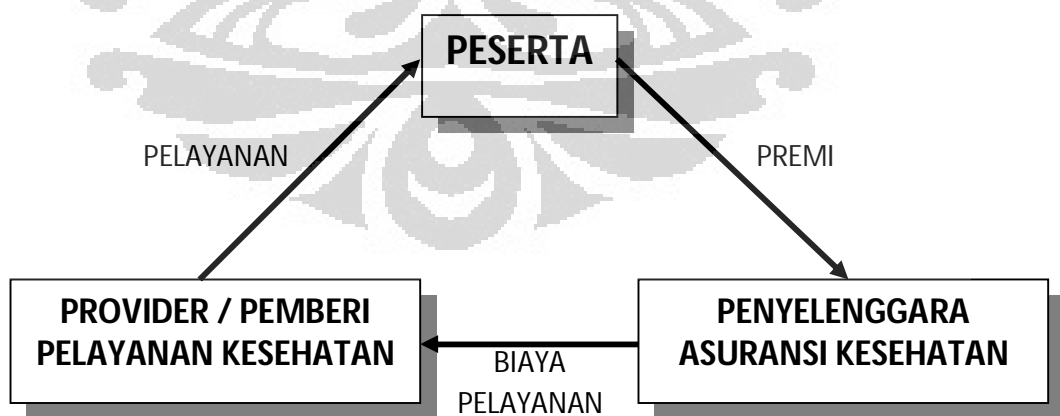 PESERTA
PELAYANAN
PREMI
PROVIDER / PEMBERI
PELAYANAN KESEHATAN
PENYELENGGARA
ASURANSI KESEHATAN
BIAYA
PELAYANAN